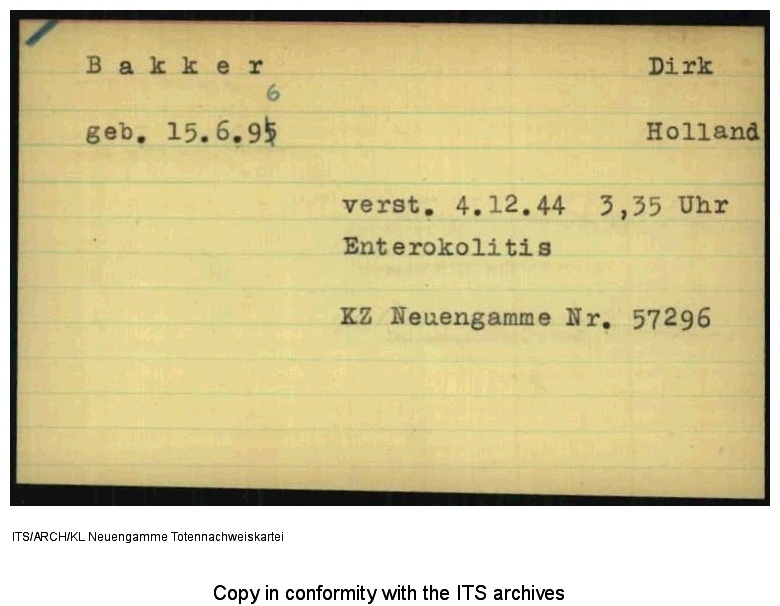 Bakker Dirk
6
geb. 15.6.95 Holland
verst. 4.12.44 3,35 Uhr
Enterokolitis
KZ Neuengamme Nr. 57296
ITS/ARCH/KL Neuengamme Totennachweiskartei
Copy in conformity with the ITS archives